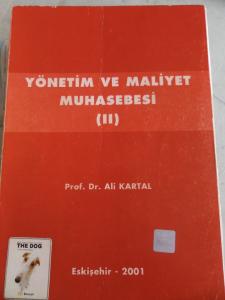 YÖNETİM VE MALİYET
MUHASEBESİ
(II)
Prof. Dr. Ali KARTAL
THE DOG
Eskişehir - 2001